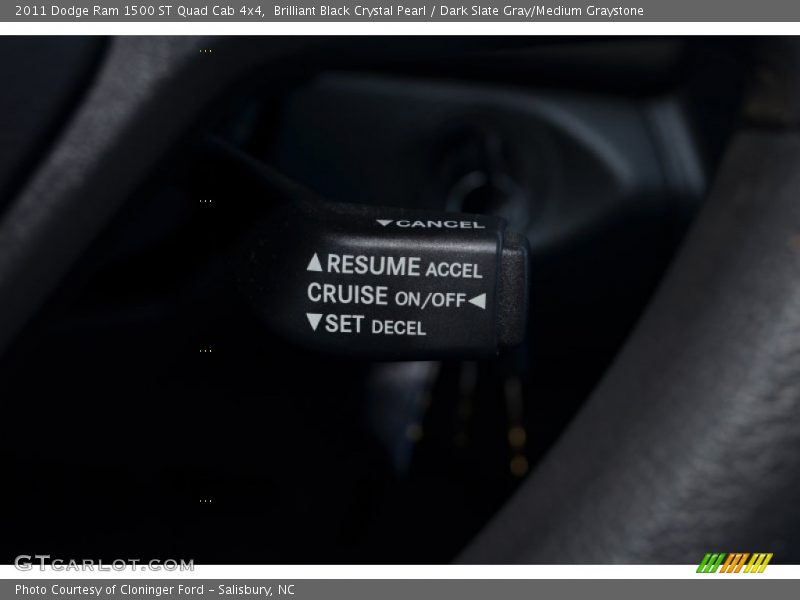 2011 Dodge Ram 1500 ST Quad Cab 4x4,  Brilliant Black Crystal Pearl / Dark Slate Gray/Medium Graystone
▼CANCEL
▲RESUME ACCEL
CRUISE ON/OFF◀
▼SET DECEL
GTCARLOT.COM
Photo Courtesy of Cloninger Ford - Salisbury, NC